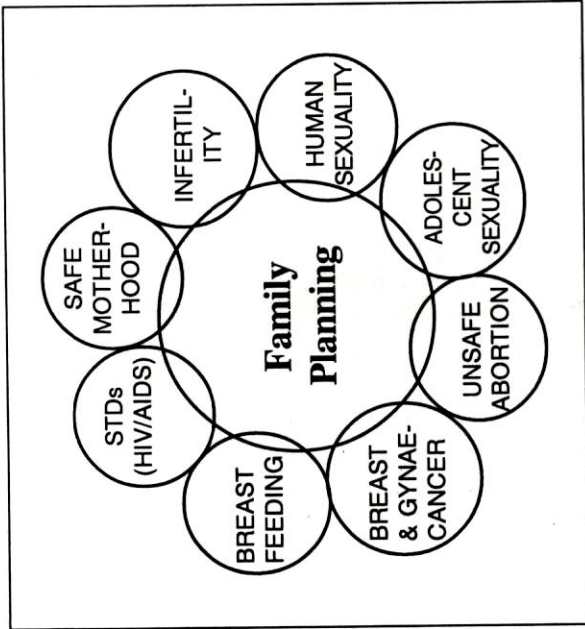 SAFE
MOTHER-
HOOD
INFERTIL-
ITY
HUMAN
SEXUALITY
ADOLES-
CENT
SEXUALITY
UNSAFE
ABORTION
BREAST
& GYNAE-
CANCER
BREAST
FEEDING
STDs
(HIV/AIDS)
Family
Planning